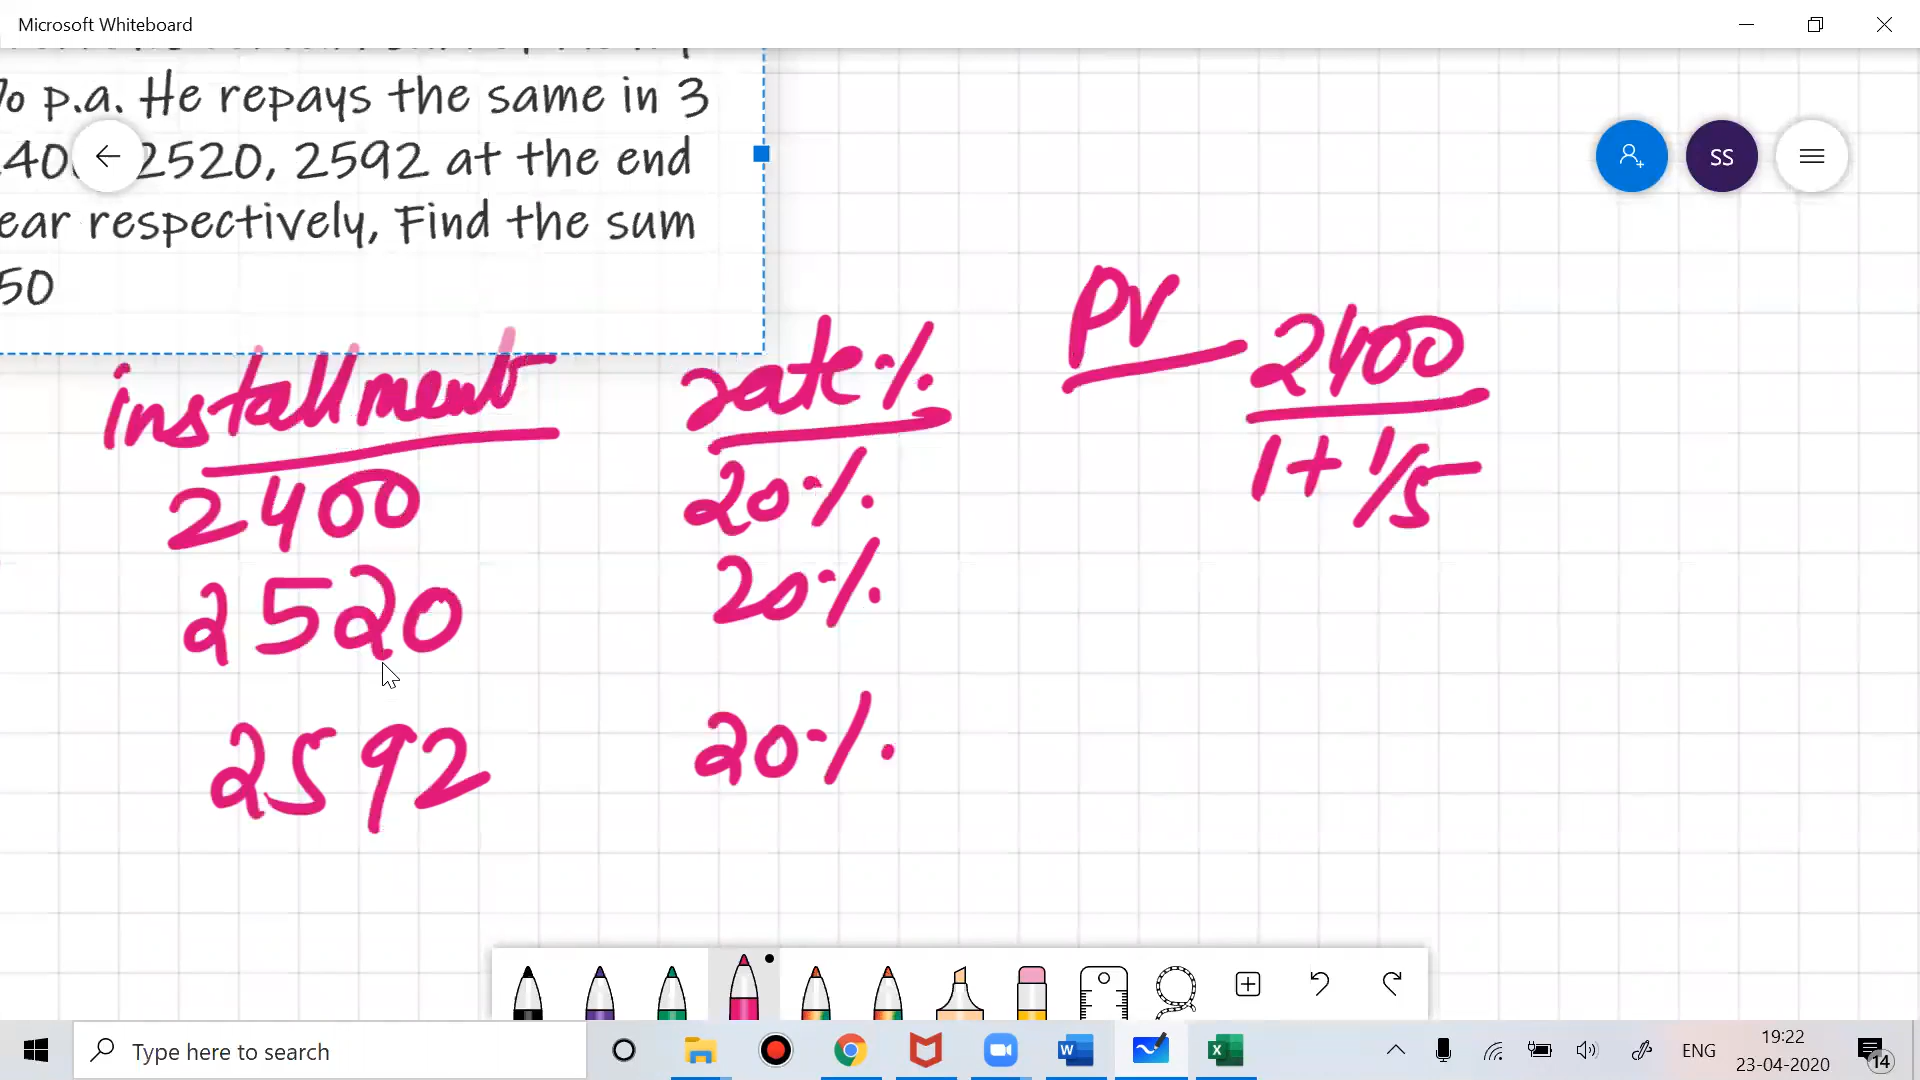 Microsoft Whiteboard
% p.a. He repays the same in 3
40 2520, 2592 at the end
ear respectively, Find the sum
50
SS
installment rate % PV 2400
1 + 1/5
2400 20%
2520 20%
2592 20%
Type here to search
ENG
19:22
23-04-2020
14